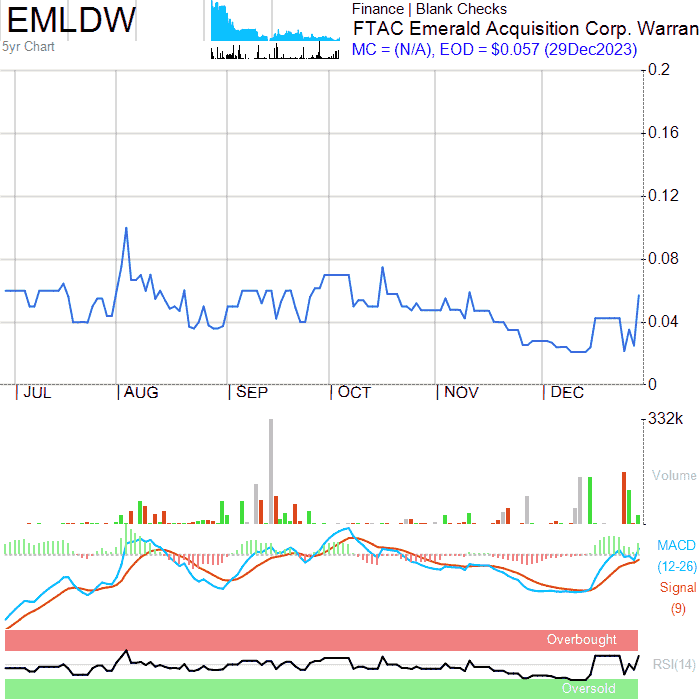 EMLDW
5yr Chart
Finance | Blank Checks
FTAC Emerald Acquisition Corp. Warran
MC = (N/A), EOD = $0.057 (29Dec2023)
0.2
0.16
0.12
0.08
0.04
0
JUL AUG SEP OCT NOV DEC
332k
Volume
MACD
(12-26)
Signal
(9)
Overbought
RSI(14)
Oversold